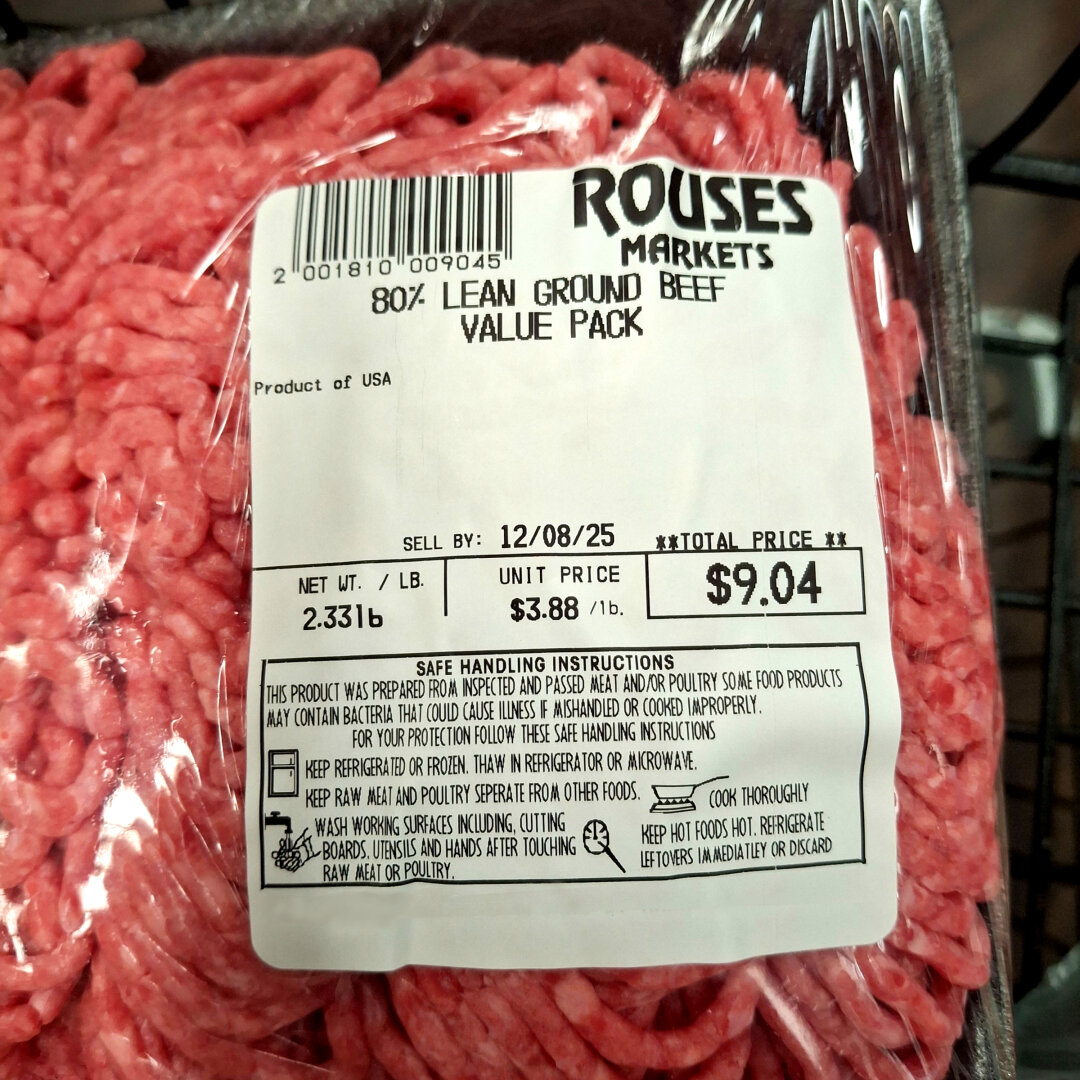 ROUSES
MARKETS
2 001810 009045
80% LEAN GROUND BEEF
VALUE PACK
Product of USA
SELL BY: 12/08/25
**TOTAL PRICE **
NET WT. / LB.
2.33lb
UNIT PRICE
$3.88 /lb.
$9.04
SAFE HANDLING INSTRUCTIONS
THIS PRODUCT WAS PREPARED FROM INSPECTED AND PASSED MEAT AND/OR POULTRY SOME FOOD PRODUCTS
MAY CONTAIN BACTERIA THAT COULD CAUSE ILLNESS IF MISHANDLED OR COOKED IMPROPERLY.
FOR YOUR PROTECTION FOLLOW THESE SAFE HANDLING INSTRUCTIONS
KEEP REFRIGERATED OR FROZEN. THAW IN REFRIGERATOR OR MICROWAVE.
KEEP RAW MEAT AND POULTRY SEPERATE FROM OTHER FOODS.
COOK THOROUGHLY
WASH WORKING SURFACES INCLUDING, CUTTING
BOARDS, UTENSILS AND HANDS AFTER TOUCHING
RAW MEAT OR POULTRY.
KEEP HOT FOODS HOT. REFRIGERATE
LEFTOVERS IMMEDIATLEY OR DISCARD